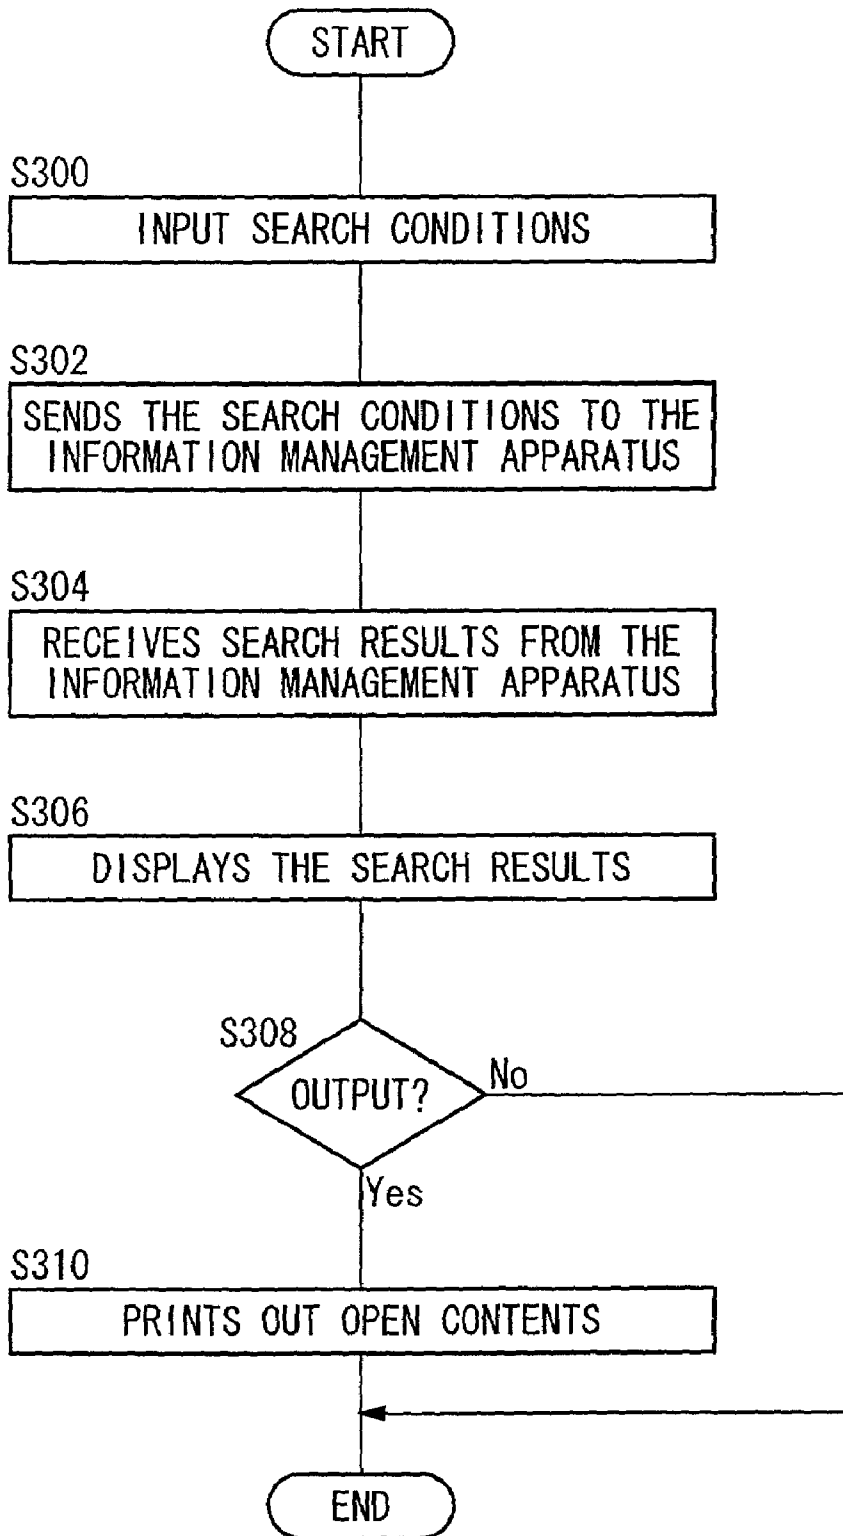 START
S300
INPUT SEARCH CONDITIONS
S302
SENDS THE SEARCH CONDITIONS TO THE
INFORMATION MANAGEMENT APPARATUS
S304
RECEIVES SEARCH RESULTS FROM THE
INFORMATION MANAGEMENT APPARATUS
S306
DISPLAYS THE SEARCH RESULTS
S308
OUTPUT?
No
Yes
S310
PRINTS OUT OPEN CONTENTS
END